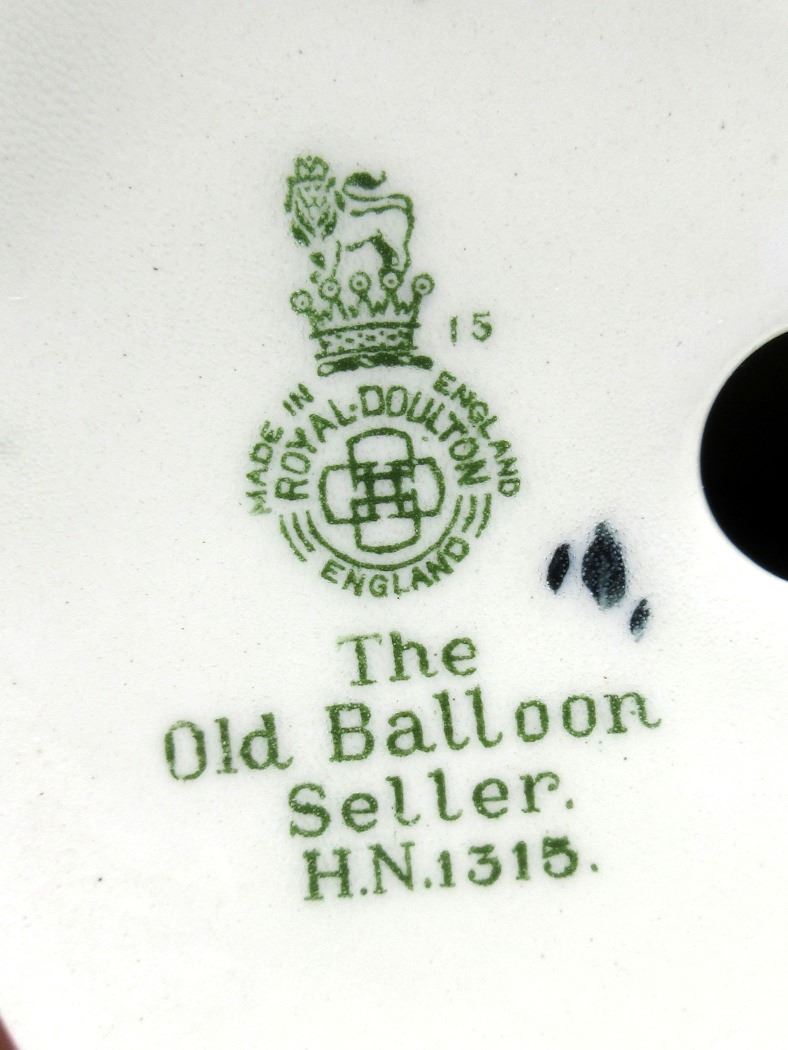 15
MADE IN ENGLAND
ROYAL·DOULTON
ENGLAND
The
Old Balloon
Seller.
H.N.1315.